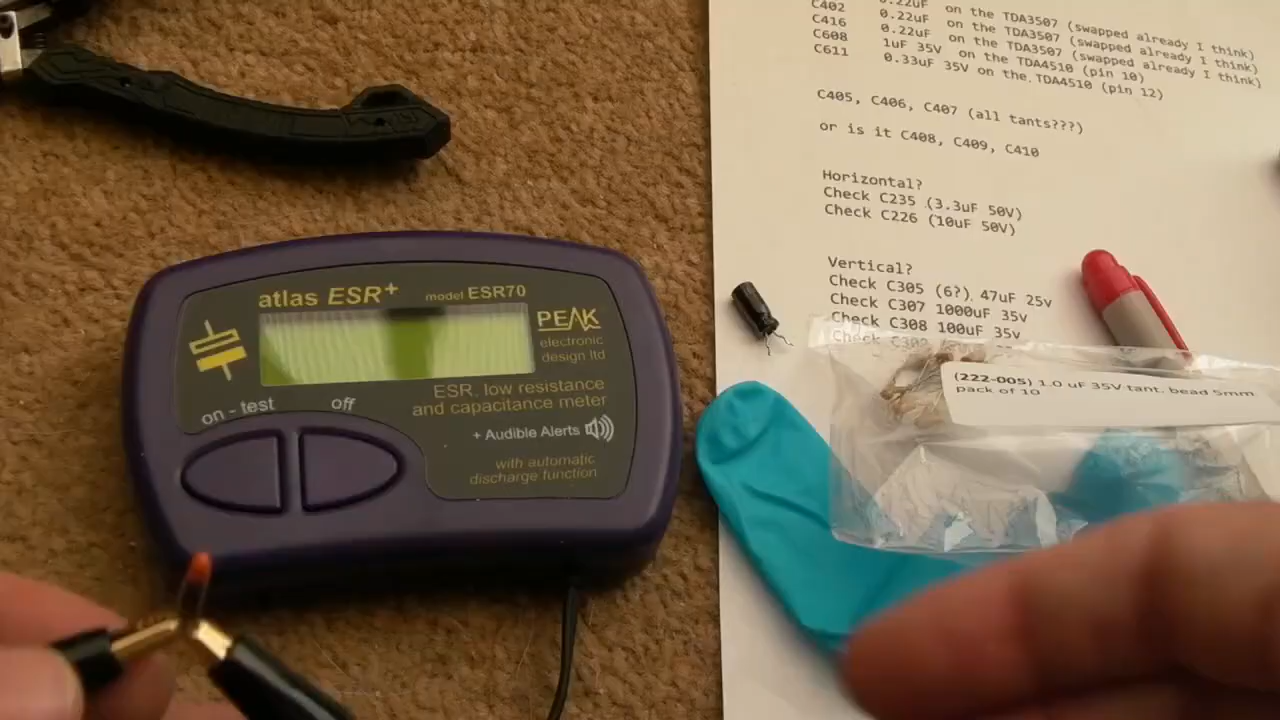 atlas ESR+ model ESR70
PEAK
electronic
design ltd
ESR, low resistance
and capacitance meter
on - test off
+ Audible Alerts
with automatic
discharge function
C402 0.22uF on the TDA3507 (swapped already I think)
C416 0.22uF on the TDA3507 (swapped already I think)
C608 0.22uF on the TDA3507 (swapped already I think)
C611 1uF 35V on the TDA4510 (pin 10)
0.33uF 35V on the TDA4510 (pin 12)
C405, C406, C407 (all tants???)
or is it C408, C409, C410
Horizontal?
Check C235 (3.3uF 50V)
Check C226 (10uF 50V)
Vertical?
Check C305 (6?) 47uF 25v
Check C307 1000uF 35v
Check C308 100uF 35v
Check
(222-005) 1.0 uF 35V tant. bead 5mm
pack of 10